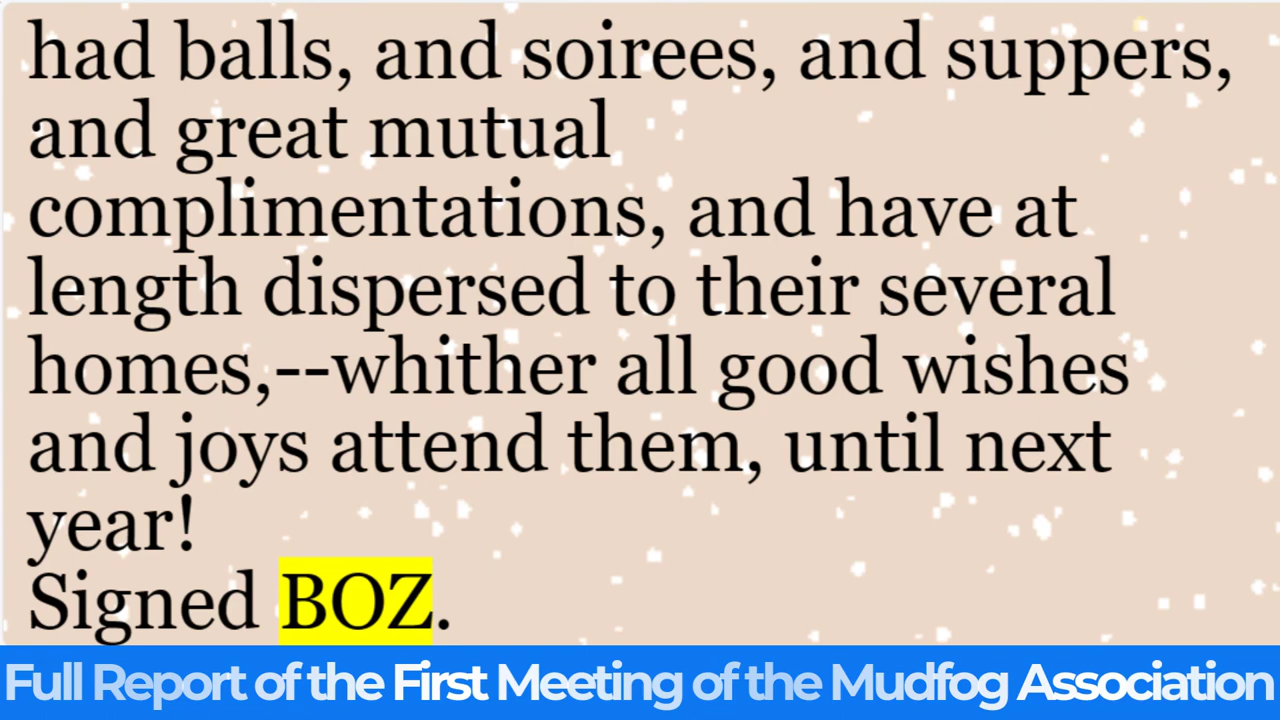 had balls, and soirees, and suppers,
and great mutual
complimentations, and have at
length dispersed to their several
homes,--whither all good wishes
and joys attend them, until next
year!
Signed BOZ.
Full Report of the First Meeting of the Mudfog Association